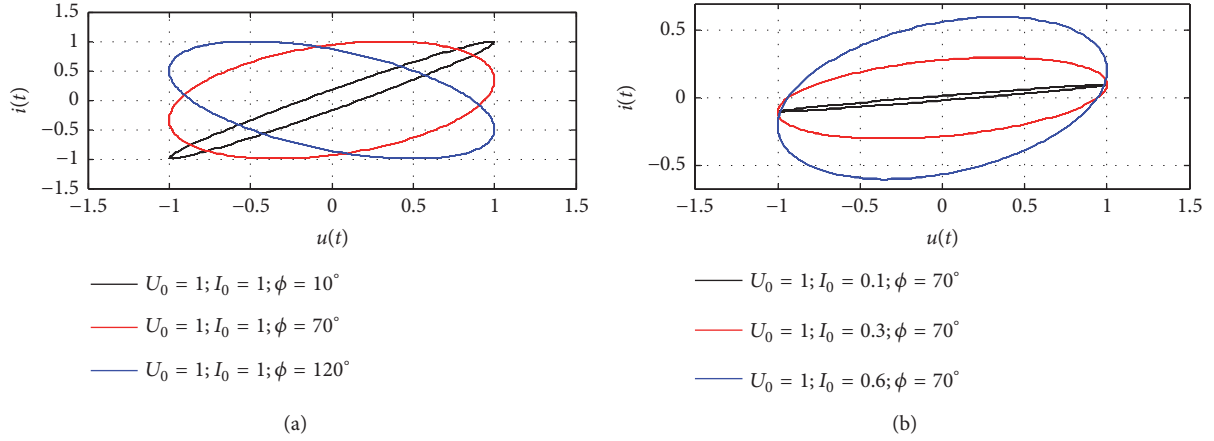 1.5
1
0.5
0
−0.5
−1
−1.5
i(t)
−1.5 −1 −0.5 0 0.5 1 1.5
u(t)
U₀ = 1; I₀ = 1; ϕ = 10°
U₀ = 1; I₀ = 1; ϕ = 70°
U₀ = 1; I₀ = 1; ϕ = 120°
(a)
0.5
0
−0.5
i(t)
−1.5 −1 −0.5 0 0.5 1 1.5
u(t)
U₀ = 1; I₀ = 0.1; ϕ = 70°
U₀ = 1; I₀ = 0.3; ϕ = 70°
U₀ = 1; I₀ = 0.6; ϕ = 70°
(b)